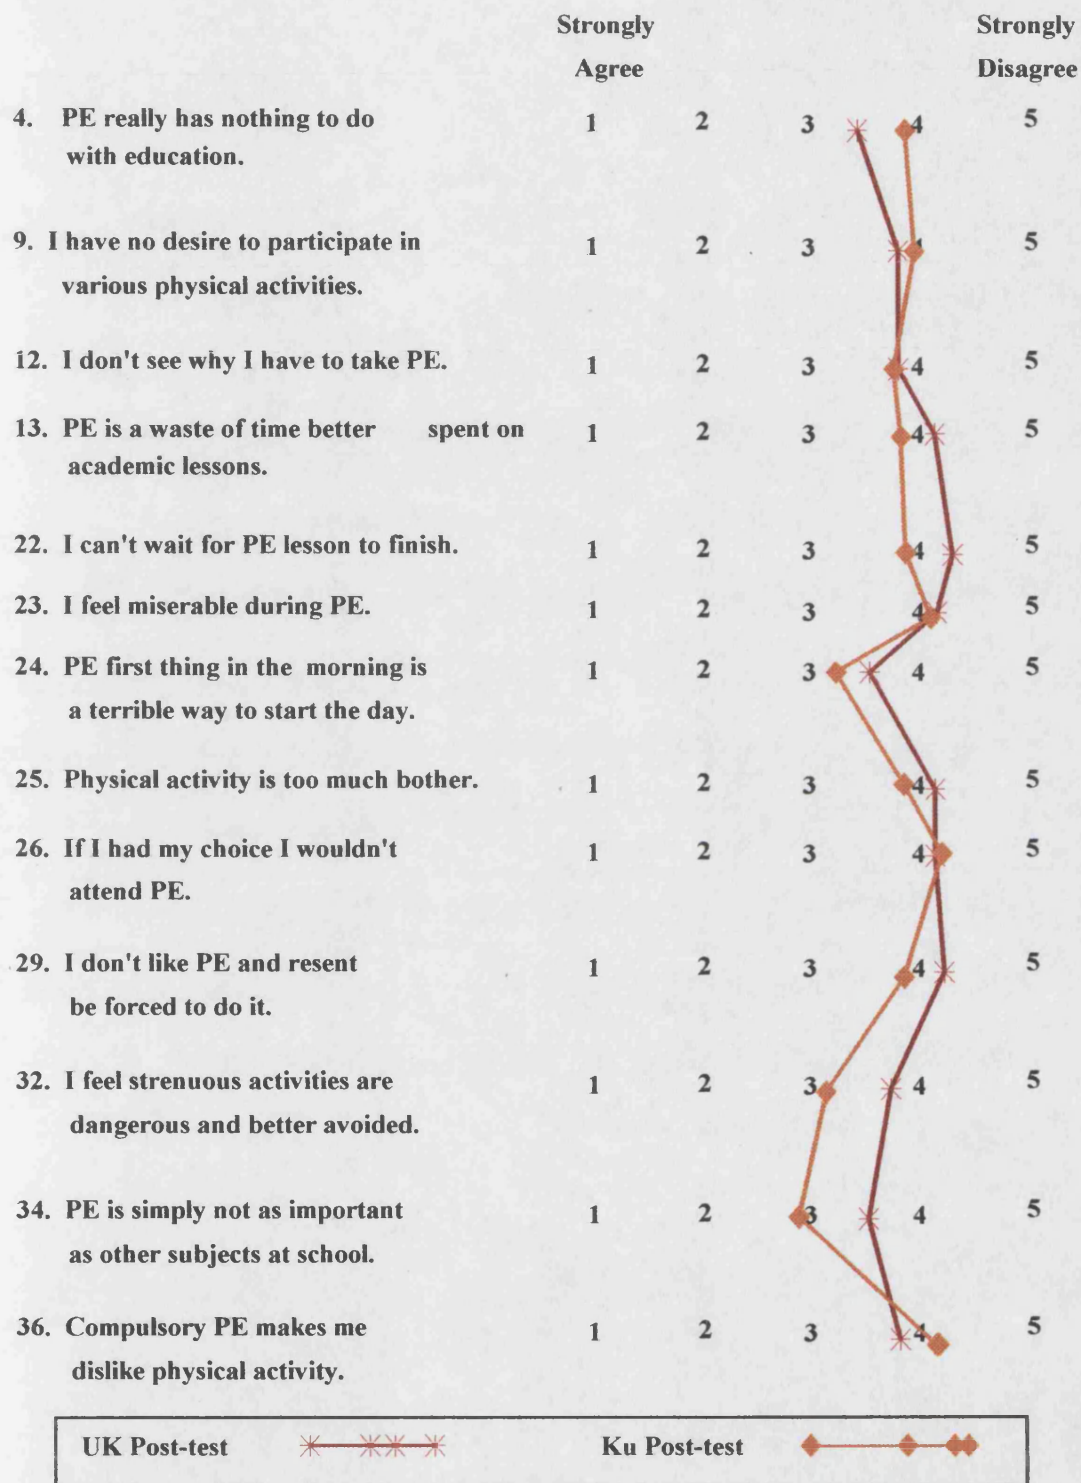 Strongly Strongly
Agree Disagree
4. PE really has nothing to do 1 2 3 4 5
with education.
9. I have no desire to participate in 1 2 3 4 5
various physical activities.
12. I don't see why I have to take PE. 1 2 3 4 5
13. PE is a waste of time better spent on 1 2 3 4 5
academic lessons.
22. I can't wait for PE lesson to finish. 1 2 3 4 5
23. I feel miserable during PE. 1 2 3 4 5
24. PE first thing in the morning is 1 2 3 4 5
a terrible way to start the day.
25. Physical activity is too much bother. 1 2 3 4 5
26. If I had my choice I wouldn't 1 2 3 4 5
attend PE.
29. I don't like PE and resent 1 2 3 4 5
be forced to do it.
32. I feel strenuous activities are 1 2 3 4 5
dangerous and better avoided.
34. PE is simply not as important 1 2 3 4 5
as other subjects at school.
36. Compulsory PE makes me 1 2 3 4 5
dislike physical activity.
UK Post-test Ku Post-test